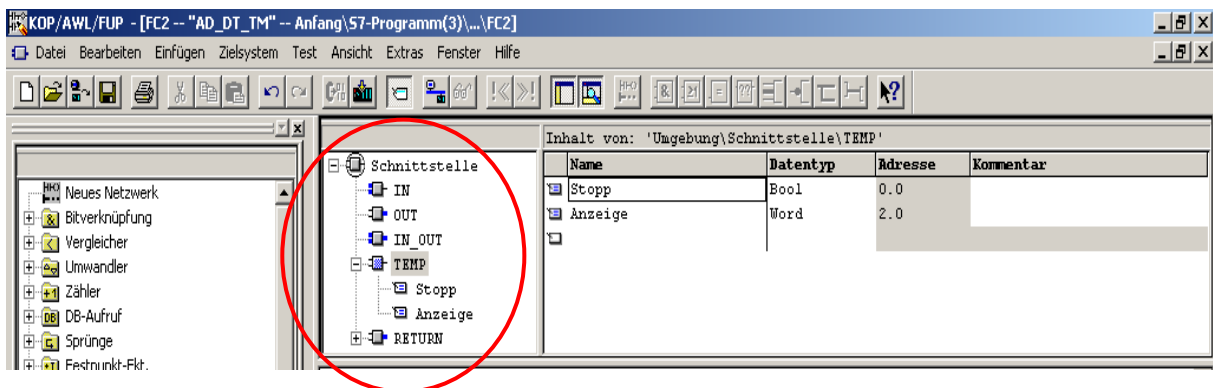 KOP/AWL/FUP - [FC2 -- "AD_DT_TM" -- Anfang\S7-Programm(3)\...\FC2]
Datei Bearbeiten Einfügen Zielsystem Test Ansicht Extras Fenster Hilfe
Inhalt von: 'Umgebung\Schnittstelle\TEMP'
Neues Netzwerk
Bitverknüpfung
Vergleicher
Umwandler
Zähler
DB-Aufruf
Sprünge
Festpunkt-Fkt.
Schnittstelle
IN
OUT
IN_OUT
TEMP
Stopp
Anzeige
RETURN
Name Datentyp Adresse Kommentar
Stopp Bool 0.0
Anzeige Word 2.0